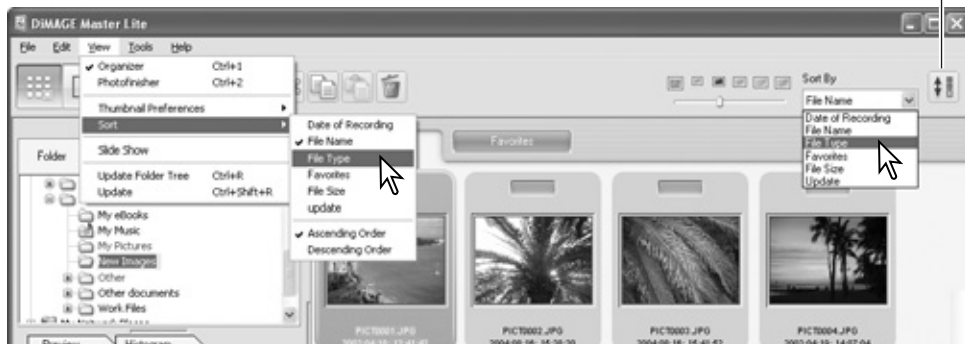 DiMAGE Master Lite
File Edit View Tools Help
Organizer Ctrl+1
Photofinisher Ctrl+2
Thumbnail Preferences
Sort
Slide Show
Update Folder Tree Ctrl+R
Update Ctrl+Shift+R
Date of Recording
File Name
File Type
Favorites
File Size
update
Ascending Order
Descending Order
Sort By
File Name
Date of Recording
File Name
File Type
Favorites
File Size
Update
Favorites
Folder
My eBooks
My Music
My Pictures
New Images
Other
Other documents
Work Files
My Network Places
Preview Histogram
PICT0001.JPG PICT0002.JPG PICT0003.JPG PICT0004.JPG